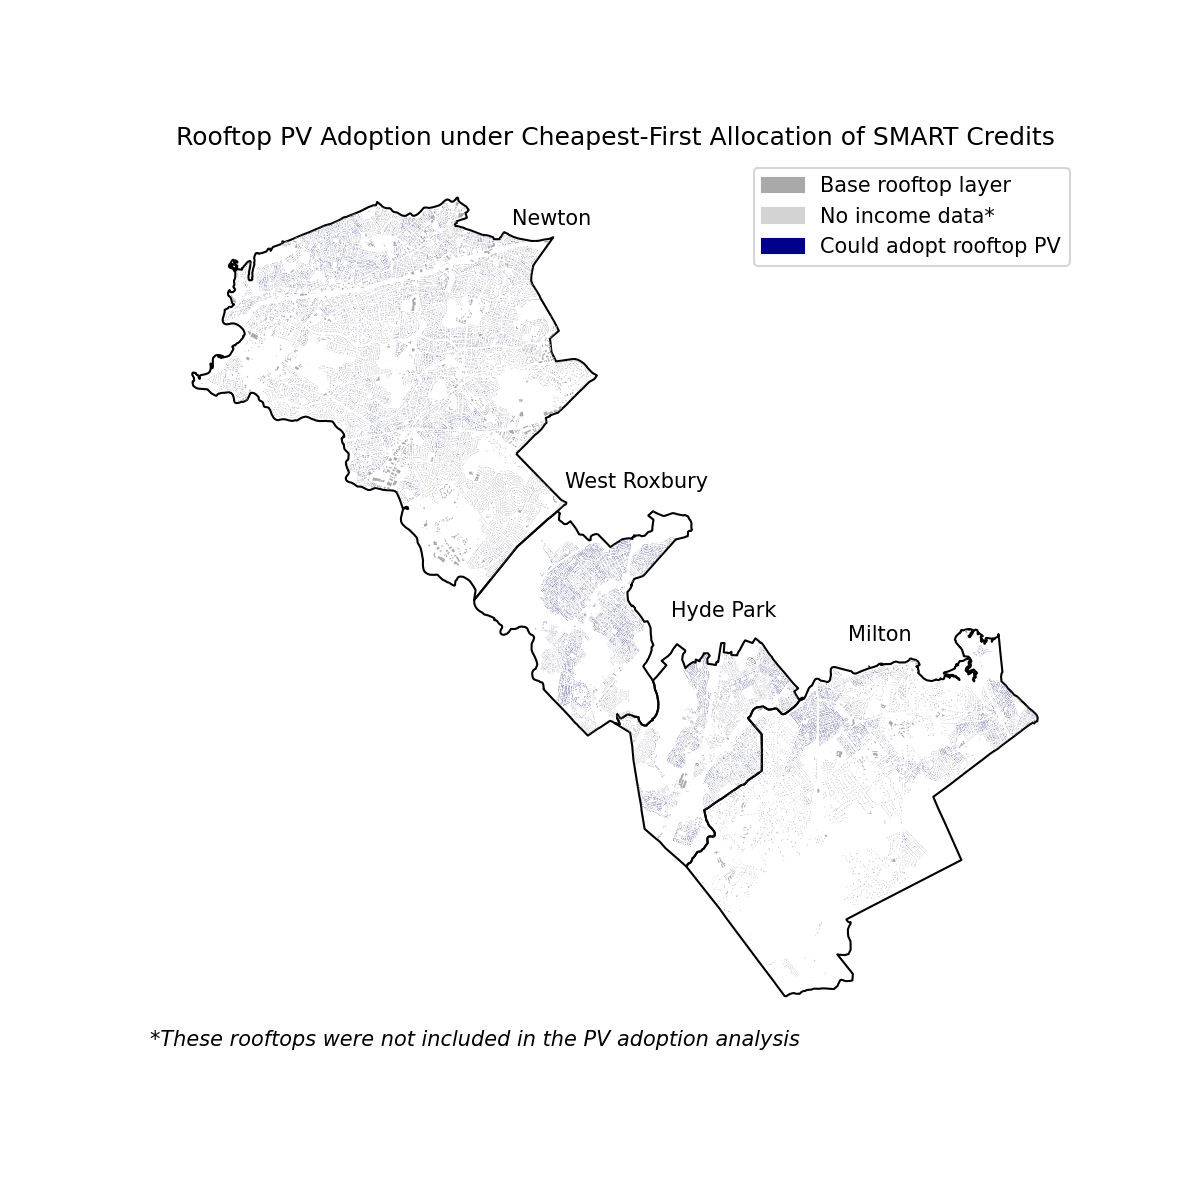 Rooftop PV Adoption under Cheapest-First Allocation of SMART Credits
Base rooftop layer
No income data*
Could adopt rooftop PV
Newton
West Roxbury
Hyde Park
Milton
*These rooftops were not included in the PV adoption analysis